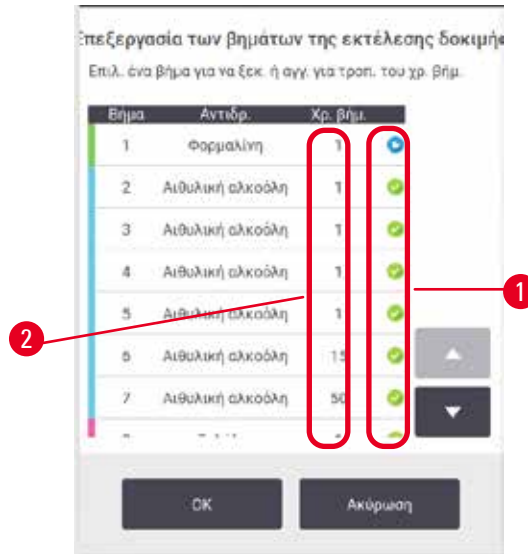 Επεξεργασία των βημάτων της εκτέλεσης δοκιμή
Επιλ. ένα βήμα για να ξεκ. ή αγγ. για τροπ. του χρ. βήμ.
Βήμα Αντιδρ. Χρ. βήμ.
1 Φορμαλίνη 1
2 Αιθυλική αλκοόλη 1
3 Αιθυλική αλκοόλη 1
4 Αιθυλική αλκοόλη 1
5 Αιθυλική αλκοόλη 1
6 Αιθυλική αλκοόλη 15
7 Αιθυλική αλκοόλη 50
1
2
OK Ακύρωση